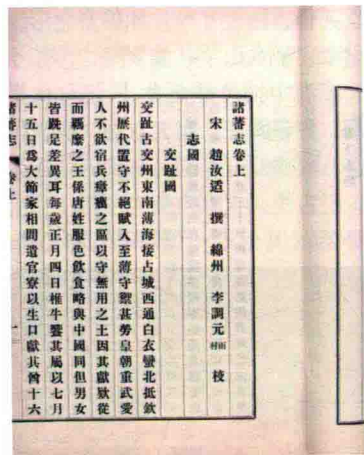 諸蕃志卷上
宋 趙汝适 撰 綿州 李調元 雨村 校
志國
交趾國
交趾古交州東南薄海接占城西通白衣蠻北抵欽
州歷代置守不絕賦入至薄守禦甚勞皇朝重武愛
人不欲宿兵瘴癘之區以守無用之土因其獻欵從
而羈縻之王係唐姓服色飲食略與中國同但男女
皆跣足差異耳每歲正月四日椎牛饗其屬以七月
十五日爲大節家相問遺官寮以生口獻其酋十六
諸蕃志 卷上 一